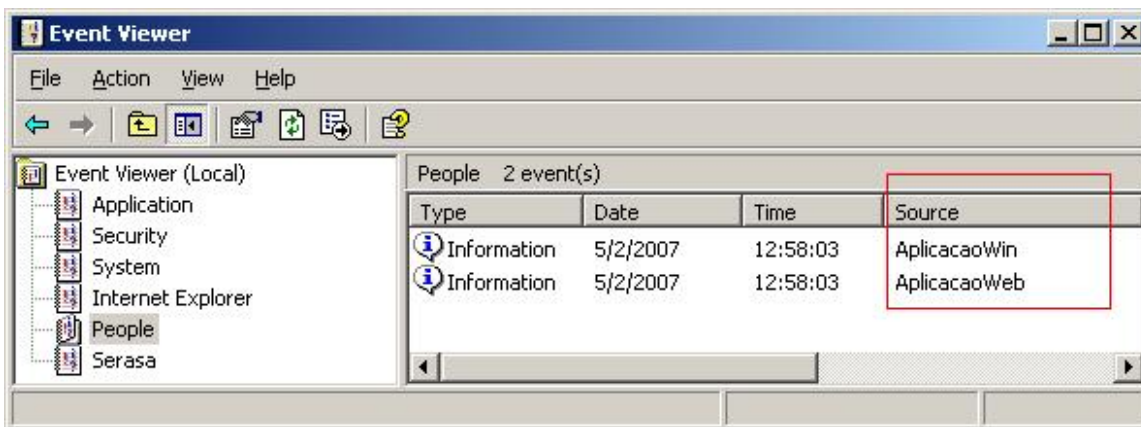 Event Viewer
File Action View Help
Event Viewer (Local)
Application
Security
System
Internet Explorer
People
Serasa
People 2 event(s)
Type Date Time Source
Information 5/2/2007 12:58:03 AplicacaoWin
Information 5/2/2007 12:58:03 AplicacaoWeb